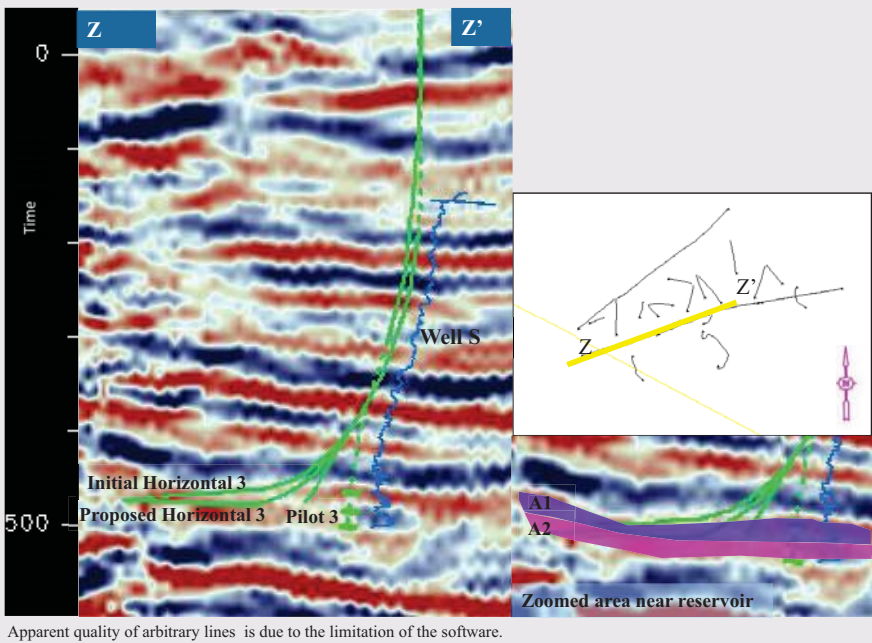 Z Z’
0
Time
Well S
Initial Horizontal 3
Proposed Horizontal 3 Pilot 3
500
Z’
Z
N
A1
A2
Zoomed area near reservoir
Apparent quality of arbitrary lines is due to the limitation of the software.